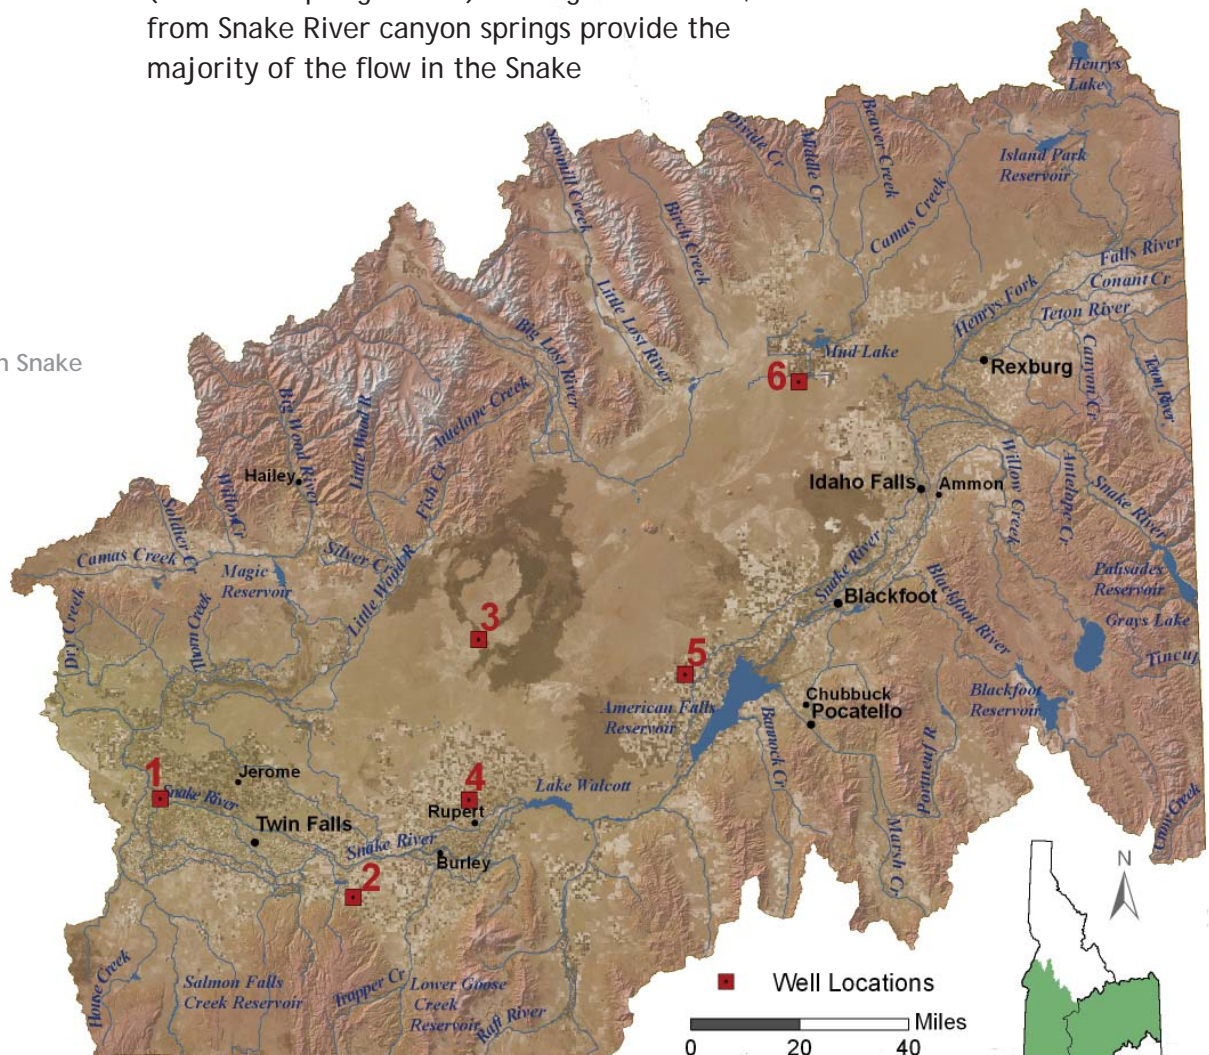 from Snake River canyon springs provide the
majority of the flow in the Snake
n Snake
Henrys
Lake
Island Park
Reservoir
Divide Cr
Middle Cr
Beaver Creek
Camas Creek
Sawmill Creek
Birch Creek
Little Lost River
Big Lost River
Falls River
Conant Cr
Teton River
Henrys Fork
Canyon Cr
Teton River
Mud Lake
Rexburg
6
Antelope Creek
Big Wood River
Little Wood R
Fish Cr
Hailey
Willow Cr
Soldier Cr
Camas Creek
Silver Cr
Magic
Reservoir
Little Wood R
Dry Creek
Thorn Creek
Idaho Falls
Ammon
Willow Creek
Antelope Cr
Snake River
Palisades
Reservoir
Grays Lake
Tincup
Snake River
Blackfoot
Blackfoot River
Blackfoot
Reservoir
3
5
American Falls
Reservoir
Chubbuck
Pocatello
Bannock Cr
Portneuf R
Marsh Cr
Crow Creek
1
Jerome
Snake River
Twin Falls
4
Rupert
Lake Walcott
Snake River
Burley
2
House Creek
Salmon Falls
Creek Reservoir
Trapper Cr
Lower Goose
Creek
Reservoir
Raft River
N
Well Locations
Miles
0 20 40